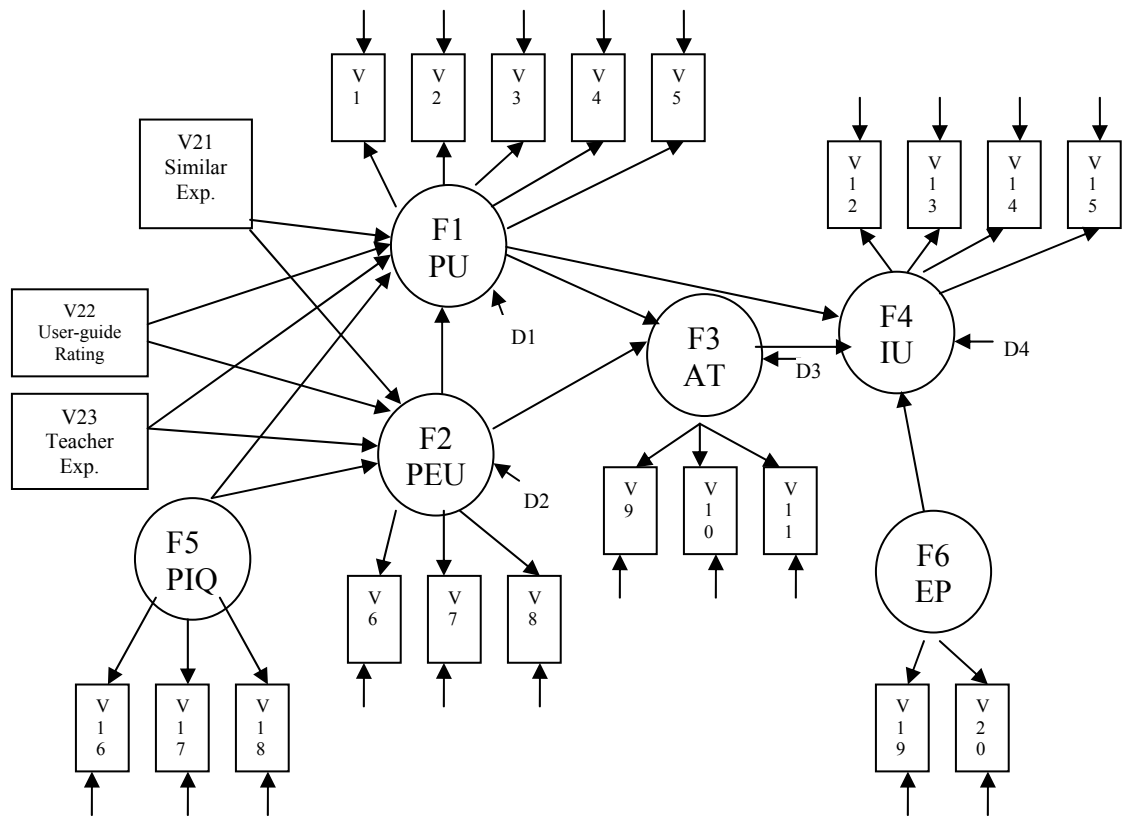 V
1
V
2
V
3
V
4
V
5
V21
Similar
Exp.
V
1
2
V
1
3
V
1
4
V
1
5
F1
PU
V22
User-guide
Rating
D1
F3
AT
D3
F4
IU
D4
V23
Teacher
Exp.
F2
PEU
D2
V
9
V
1
0
V
1
1
F5
PIQ
F6
EP
V
6
V
7
V
8
V
1
6
V
1
7
V
1
8
V
1
9
V
2
0